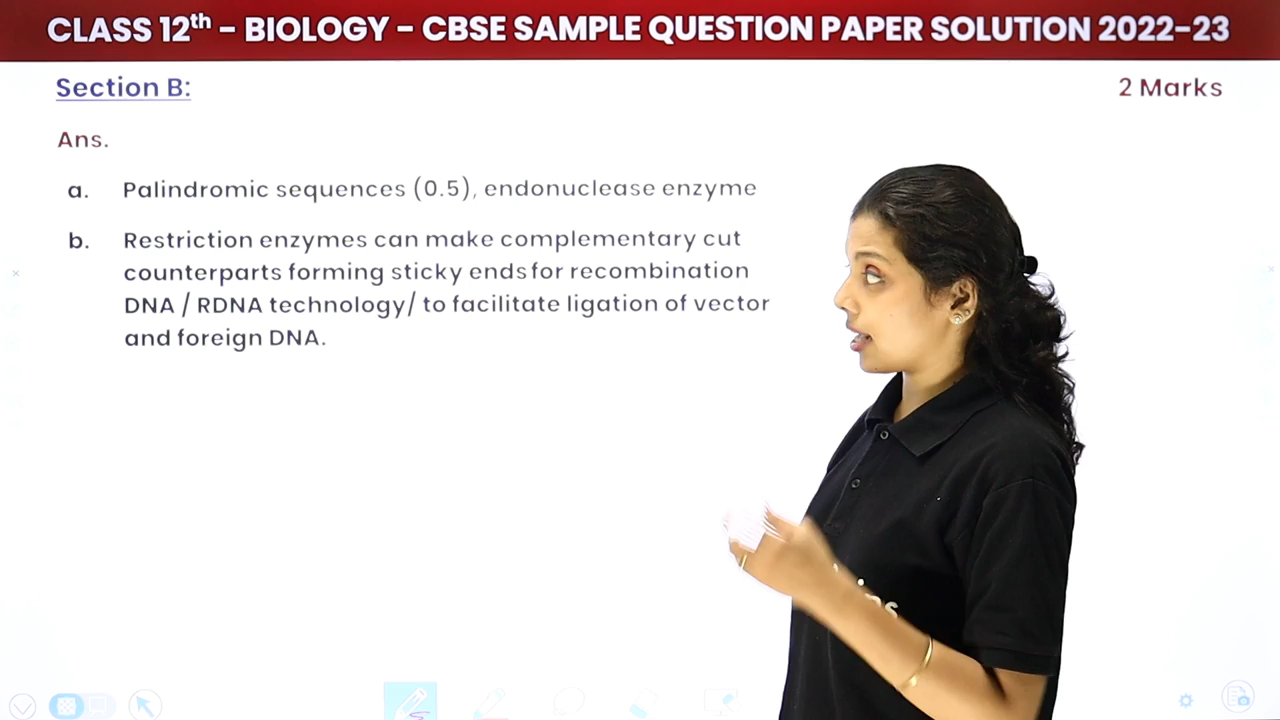 CLASS 12th - BIOLOGY - CBSE SAMPLE QUESTION PAPER SOLUTION 2022-23
Section B:
2 Marks
Ans.
a. Palindromic sequences (0.5), endonuclease enzyme
b. Restriction enzymes can make complementary cut
counterparts forming sticky ends for recombination
DNA / RDNA technology/ to facilitate ligation of vector
and foreign DNA.